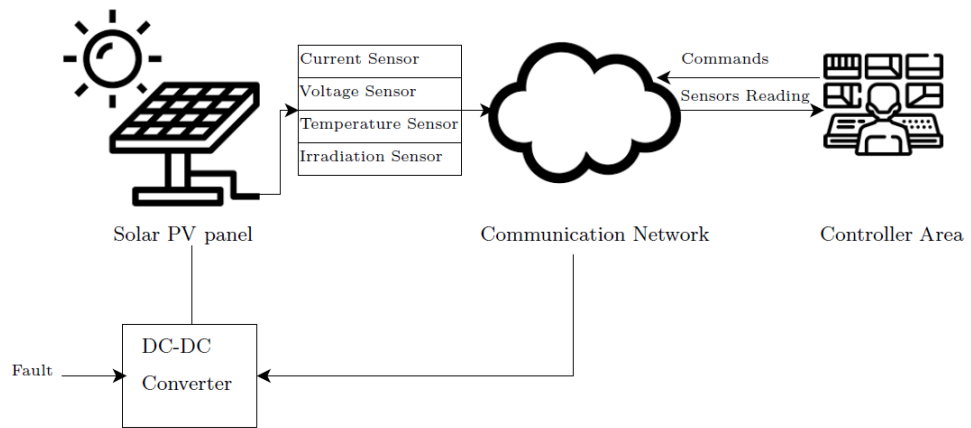 Current Sensor
Voltage Sensor
Temperature Sensor
Irradiation Sensor
Commands
Sensors Reading
Solar PV panel
Communication Network
Controller Area
DC-DC
Converter
Fault